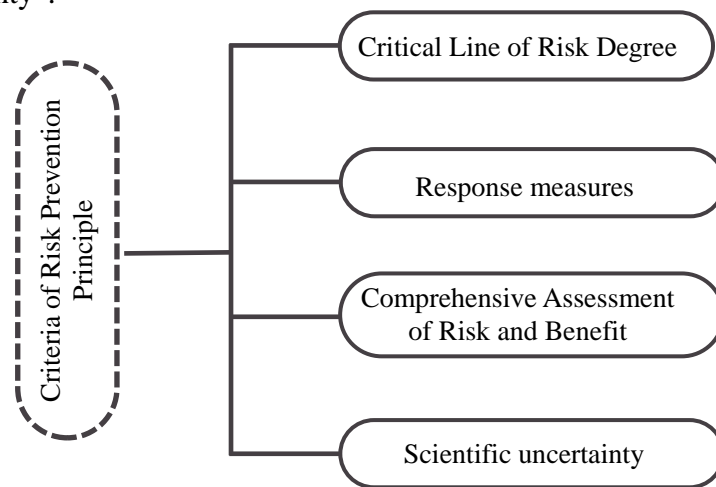 ity".
Critical Line of Risk Degree
Criteria of Risk Prevention
Principle
Response measures
Comprehensive Assessment
of Risk and Benefit
Scientific uncertainty